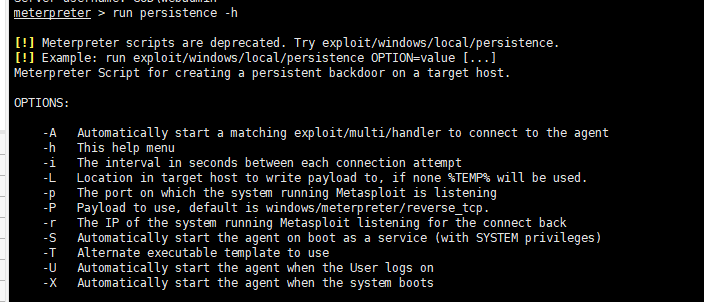 meterpreter > run persistence -h
[!] Meterpreter scripts are deprecated. Try exploit/windows/local/persistence.
[!] Example: run exploit/windows/local/persistence OPTION=value [...]
Meterpreter Script for creating a persistent backdoor on a target host.
OPTIONS:
-A Automatically start a matching exploit/multi/handler to connect to the agent
-h This help menu
-i The interval in seconds between each connection attempt
-L Location in target host to write payload to, if none %TEMP% will be used.
-p The port on which the system running Metasploit is listening
-P Payload to use, default is windows/meterpreter/reverse_tcp.
-r The IP of the system running Metasploit listening for the connect back
-S Automatically start the agent on boot as a service (with SYSTEM privileges)
-T Alternate executable template to use
-U Automatically start the agent when the User logs on
-X Automatically start the agent when the system boots